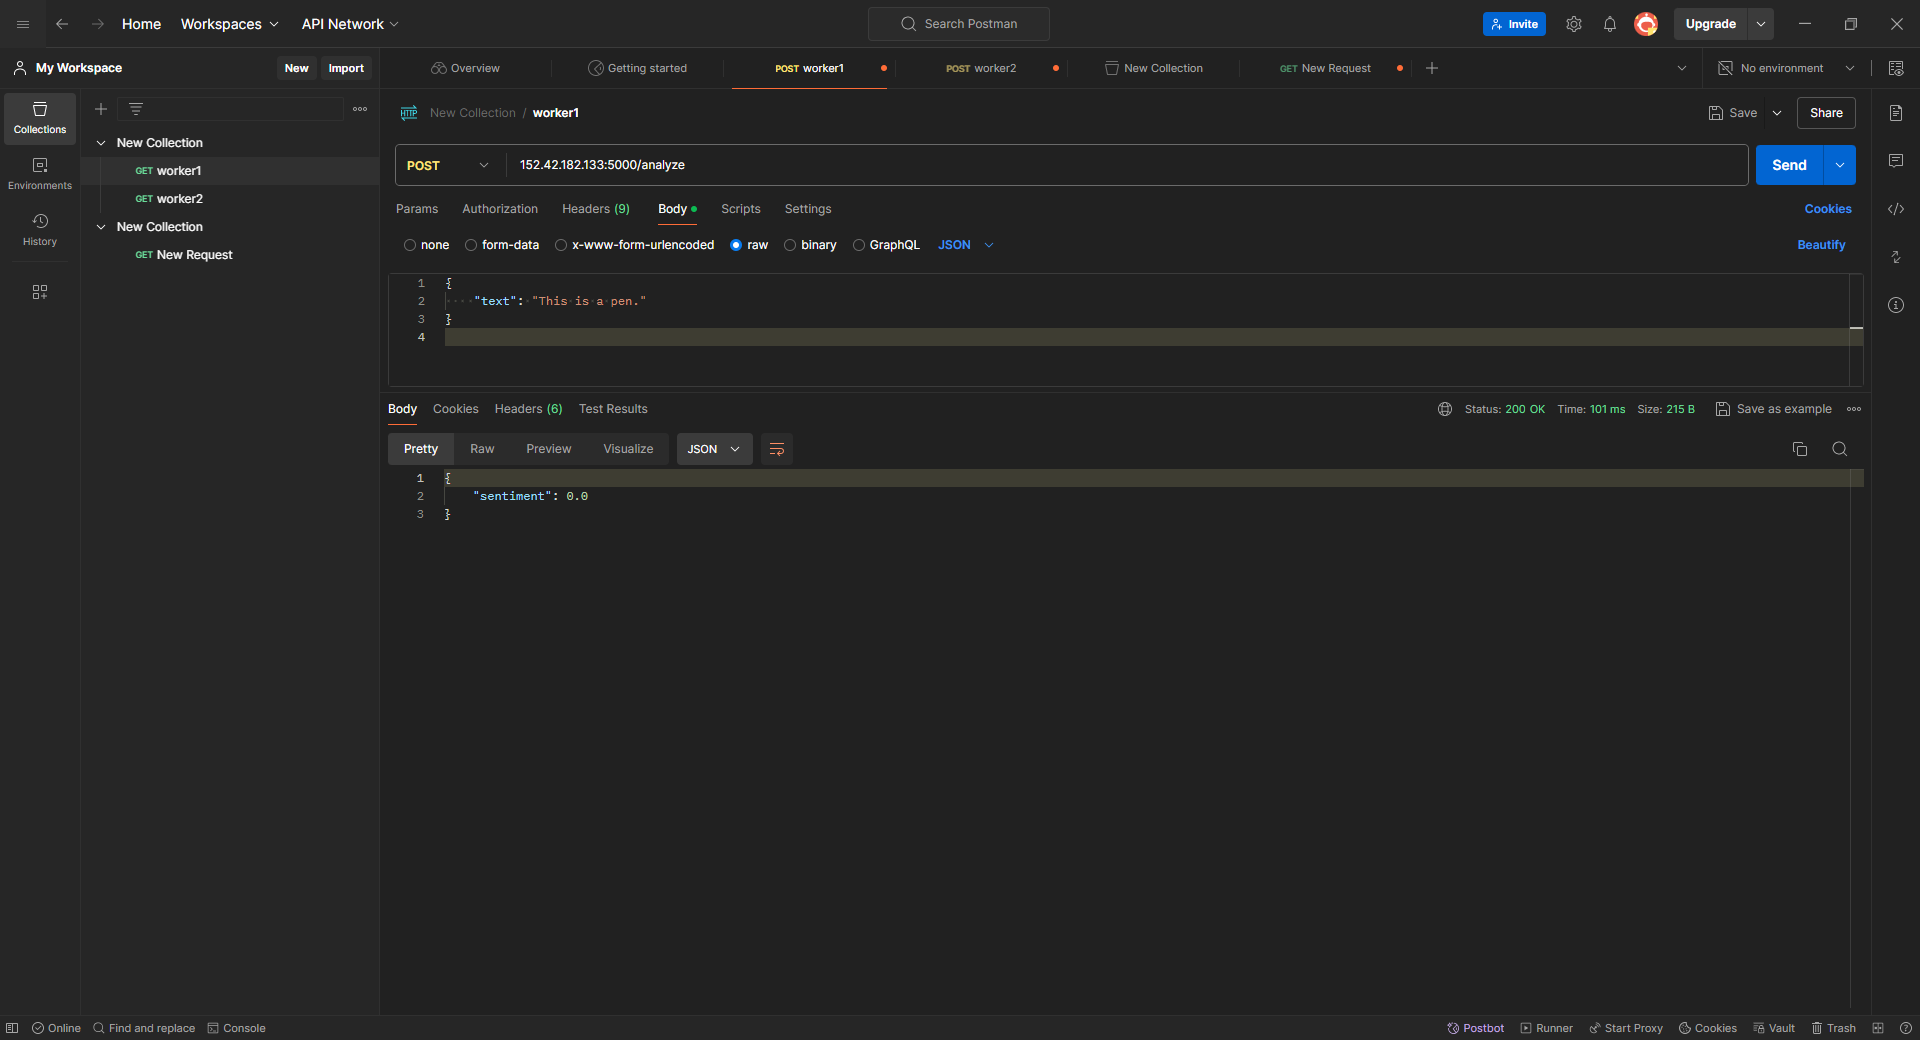 Home Workspaces API Network Search Postman Invite Upgrade
My Workspace New Import Overview Getting started POST worker1 POST worker2 New Collection GET New Request No environment
Collections
Environments
History
New Collection
GET worker1
GET worker2
New Collection
GET New Request
HTTP New Collection / worker1 Save Share
POST 152.42.182.133:5000/analyze Send
Params Authorization Headers (9) Body Scripts Settings Cookies
none form-data x-www-form-urlencoded raw binary GraphQL JSON Beautify
1 {
2 "text": "This is a pen."
3 }
4
Body Cookies Headers (6) Test Results Status: 200 OK Time: 101 ms Size: 215 B Save as example
Pretty Raw Preview Visualize JSON
1 {
2 "sentiment": 0.0
3 }
Online Find and replace Console Postbot Runner Start Proxy Cookies Vault Trash